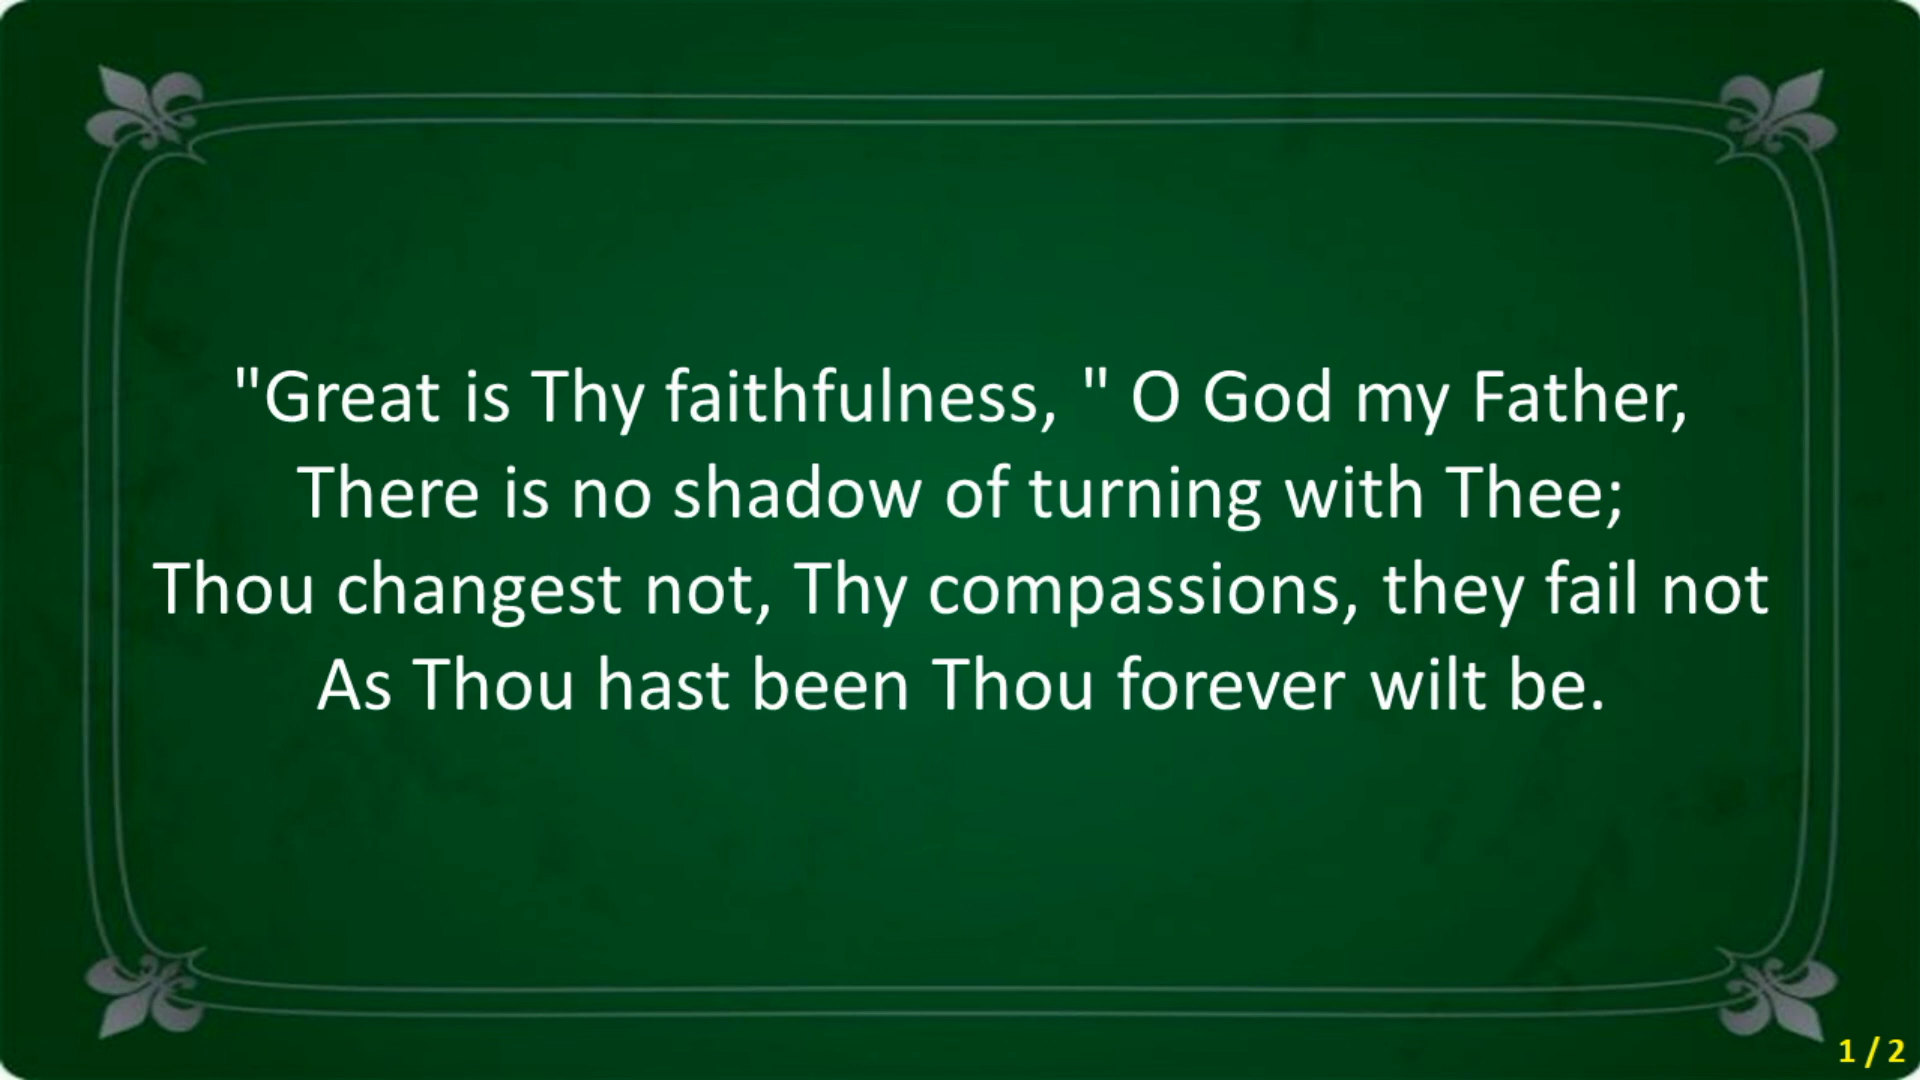 "Great is Thy faithfulness, " O God my Father,
There is no shadow of turning with Thee;
Thou changest not, Thy compassions, they fail not
As Thou hast been Thou forever wilt be.
1 / 2